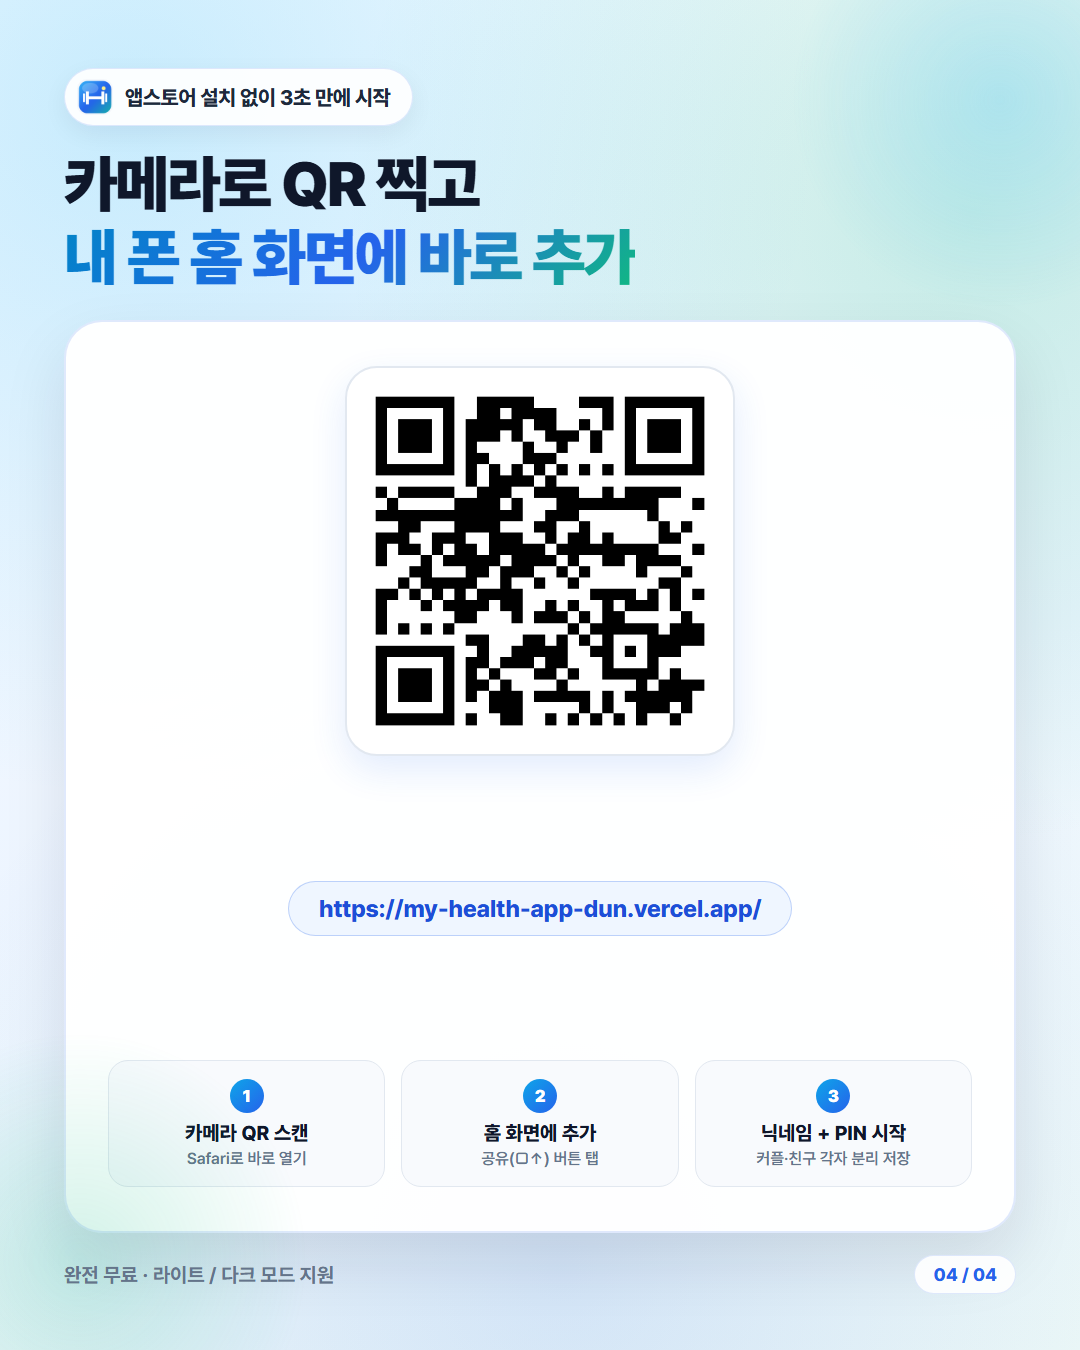 앱스토어 설치 없이 3초 만에 시작
카메라로 QR 찍고
내 폰 홈 화면에 바로 추가
https://my-health-app-dun.vercel.app/
1
카메라 QR 스캔
Safari로 바로 열기
2
홈 화면에 추가
공유(▢↑) 버튼 탭
3
닉네임 + PIN 시작
커플·친구 각자 분리 저장
완전 무료 · 라이트 / 다크 모드 지원
04 / 04